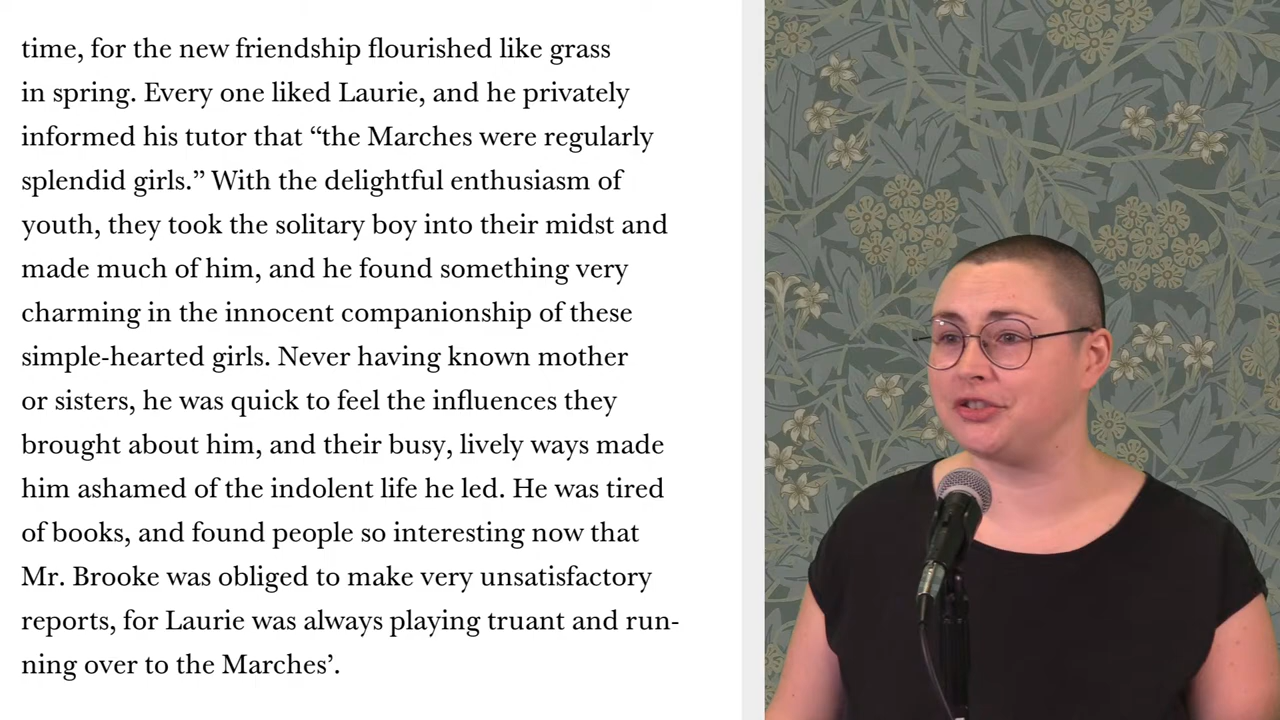 time, for the new friendship flourished like grass
in spring. Every one liked Laurie, and he privately
informed his tutor that “the Marches were regularly
splendid girls.” With the delightful enthusiasm of
youth, they took the solitary boy into their midst and
made much of him, and he found something very
charming in the innocent companionship of these
simple-hearted girls. Never having known mother
or sisters, he was quick to feel the influences they
brought about him, and their busy, lively ways made
him ashamed of the indolent life he led. He was tired
of books, and found people so interesting now that
Mr. Brooke was obliged to make very unsatisfactory
reports, for Laurie was always playing truant and run-
ning over to the Marches’.